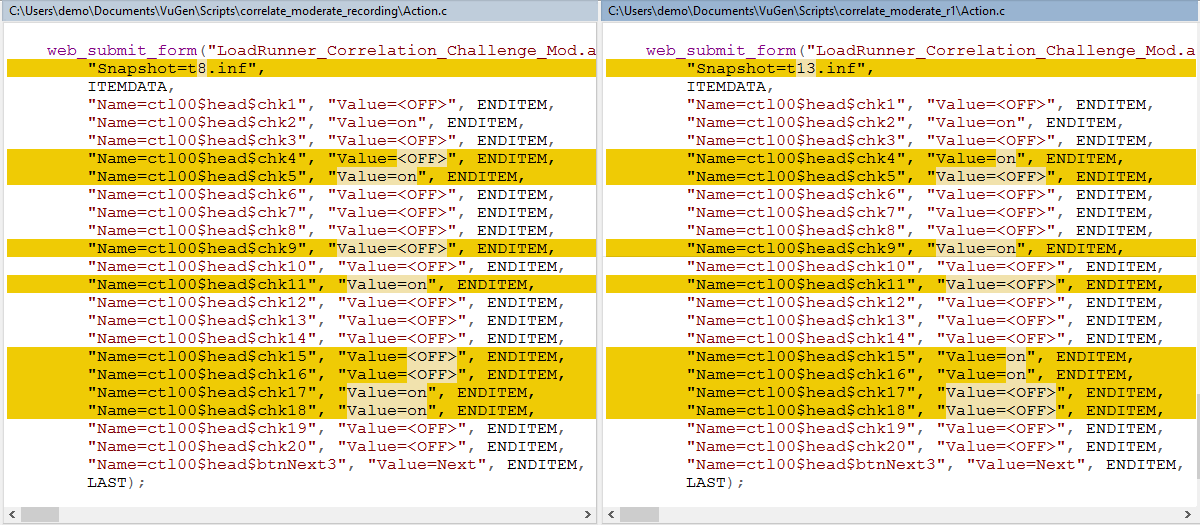 C:\Users\demo\Documents\VuGen\Scripts\correlate_moderate_recording\Action.c
web_submit_form("LoadRunner_Correlation_Challenge_Mod.a
"Snapshot=t8.inf",
ITEMDATA,
"Name=ctl00$head$chk1", "Value=<OFF>", ENDITEM,
"Name=ctl00$head$chk2", "Value=on", ENDITEM,
"Name=ctl00$head$chk3", "Value=<OFF>", ENDITEM,
"Name=ctl00$head$chk4", "Value=<OFF>", ENDITEM,
"Name=ctl00$head$chk5", "Value=on", ENDITEM,
"Name=ctl00$head$chk6", "Value=<OFF>", ENDITEM,
"Name=ctl00$head$chk7", "Value=<OFF>", ENDITEM,
"Name=ctl00$head$chk8", "Value=<OFF>", ENDITEM,
"Name=ctl00$head$chk9", "Value=<OFF>", ENDITEM,
"Name=ctl00$head$chk10", "Value=<OFF>", ENDITEM,
"Name=ctl00$head$chk11", "Value=on", ENDITEM,
"Name=ctl00$head$chk12", "Value=<OFF>", ENDITEM,
"Name=ctl00$head$chk13", "Value=<OFF>", ENDITEM,
"Name=ctl00$head$chk14", "Value=<OFF>", ENDITEM,
"Name=ctl00$head$chk15", "Value=<OFF>", ENDITEM,
"Name=ctl00$head$chk16", "Value=<OFF>", ENDITEM,
"Name=ctl00$head$chk17", "Value=on", ENDITEM,
"Name=ctl00$head$chk18", "Value=on", ENDITEM,
"Name=ctl00$head$chk19", "Value=<OFF>", ENDITEM,
"Name=ctl00$head$chk20", "Value=<OFF>", ENDITEM,
"Name=ctl00$head$btnNext3", "Value=Next", ENDITEM,
LAST);
C:\Users\demo\Documents\VuGen\Scripts\correlate_moderate_r1\Action.c
web_submit_form("LoadRunner_Correlation_Challenge_Mod.a
"Snapshot=t13.inf",
ITEMDATA,
"Name=ctl00$head$chk1", "Value=<OFF>", ENDITEM,
"Name=ctl00$head$chk2", "Value=on", ENDITEM,
"Name=ctl00$head$chk3", "Value=<OFF>", ENDITEM,
"Name=ctl00$head$chk4", "Value=on", ENDITEM,
"Name=ctl00$head$chk5", "Value=<OFF>", ENDITEM,
"Name=ctl00$head$chk6", "Value=<OFF>", ENDITEM,
"Name=ctl00$head$chk7", "Value=<OFF>", ENDITEM,
"Name=ctl00$head$chk8", "Value=<OFF>", ENDITEM,
"Name=ctl00$head$chk9", "Value=on", ENDITEM,
"Name=ctl00$head$chk10", "Value=<OFF>", ENDITEM,
"Name=ctl00$head$chk11", "Value=<OFF>", ENDITEM,
"Name=ctl00$head$chk12", "Value=<OFF>", ENDITEM,
"Name=ctl00$head$chk13", "Value=<OFF>", ENDITEM,
"Name=ctl00$head$chk14", "Value=<OFF>", ENDITEM,
"Name=ctl00$head$chk15", "Value=on", ENDITEM,
"Name=ctl00$head$chk16", "Value=on", ENDITEM,
"Name=ctl00$head$chk17", "Value=<OFF>", ENDITEM,
"Name=ctl00$head$chk18", "Value=<OFF>", ENDITEM,
"Name=ctl00$head$chk19", "Value=<OFF>", ENDITEM,
"Name=ctl00$head$chk20", "Value=<OFF>", ENDITEM,
"Name=ctl00$head$btnNext3", "Value=Next", ENDITEM,
LAST);